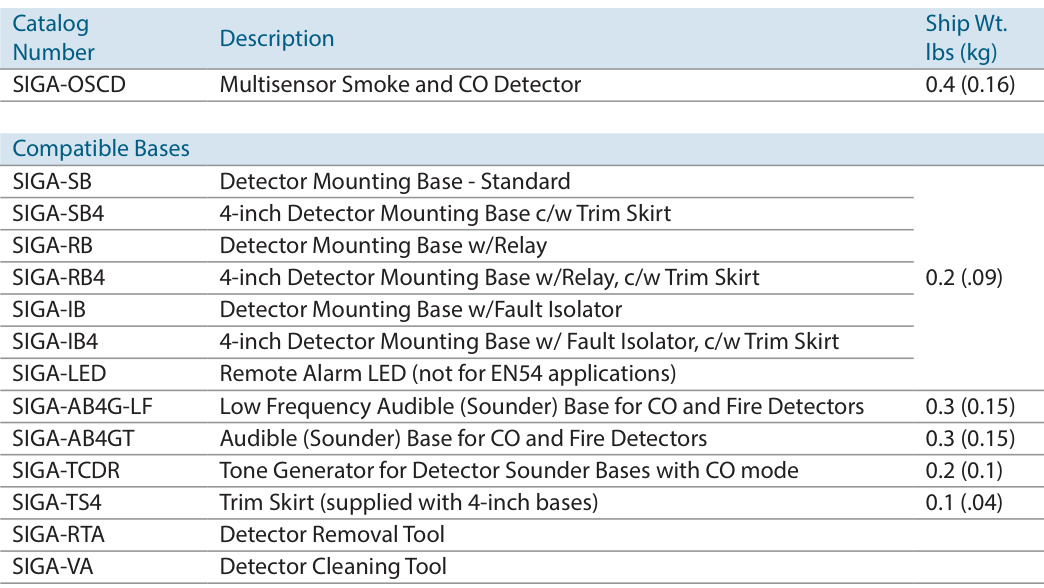 Catalog Number Description Ship Wt. lbs (kg)
SIGA-OSCD Multisensor Smoke and CO Detector 0.4 (0.16)
Compatible Bases
SIGA-SB Detector Mounting Base - Standard
SIGA-SB4 4-inch Detector Mounting Base c/w Trim Skirt
SIGA-RB Detector Mounting Base w/Relay
SIGA-RB4 4-inch Detector Mounting Base w/Relay, c/w Trim Skirt 0.2 (.09)
SIGA-IB Detector Mounting Base w/Fault Isolator
SIGA-IB4 4-inch Detector Mounting Base w/ Fault Isolator, c/w Trim Skirt
SIGA-LED Remote Alarm LED (not for EN54 applications)
SIGA-AB4G-LF Low Frequency Audible (Sounder) Base for CO and Fire Detectors 0.3 (0.15)
SIGA-AB4GT Audible (Sounder) Base for CO and Fire Detectors 0.3 (0.15)
SIGA-TCDR Tone Generator for Detector Sounder Bases with CO mode 0.2 (0.1)
SIGA-TS4 Trim Skirt (supplied with 4-inch bases) 0.1 (.04)
SIGA-RTA Detector Removal Tool
SIGA-VA Detector Cleaning Tool